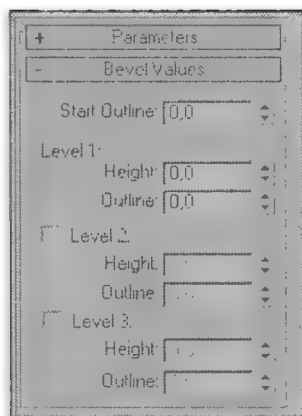 + Parameters
- Bevel Values
Start Outline: 0,0
Level 1:
Height: 0,0
Outline: 0,0
Level 2:
Height:
Outline:
Level 3:
Height:
Outline: